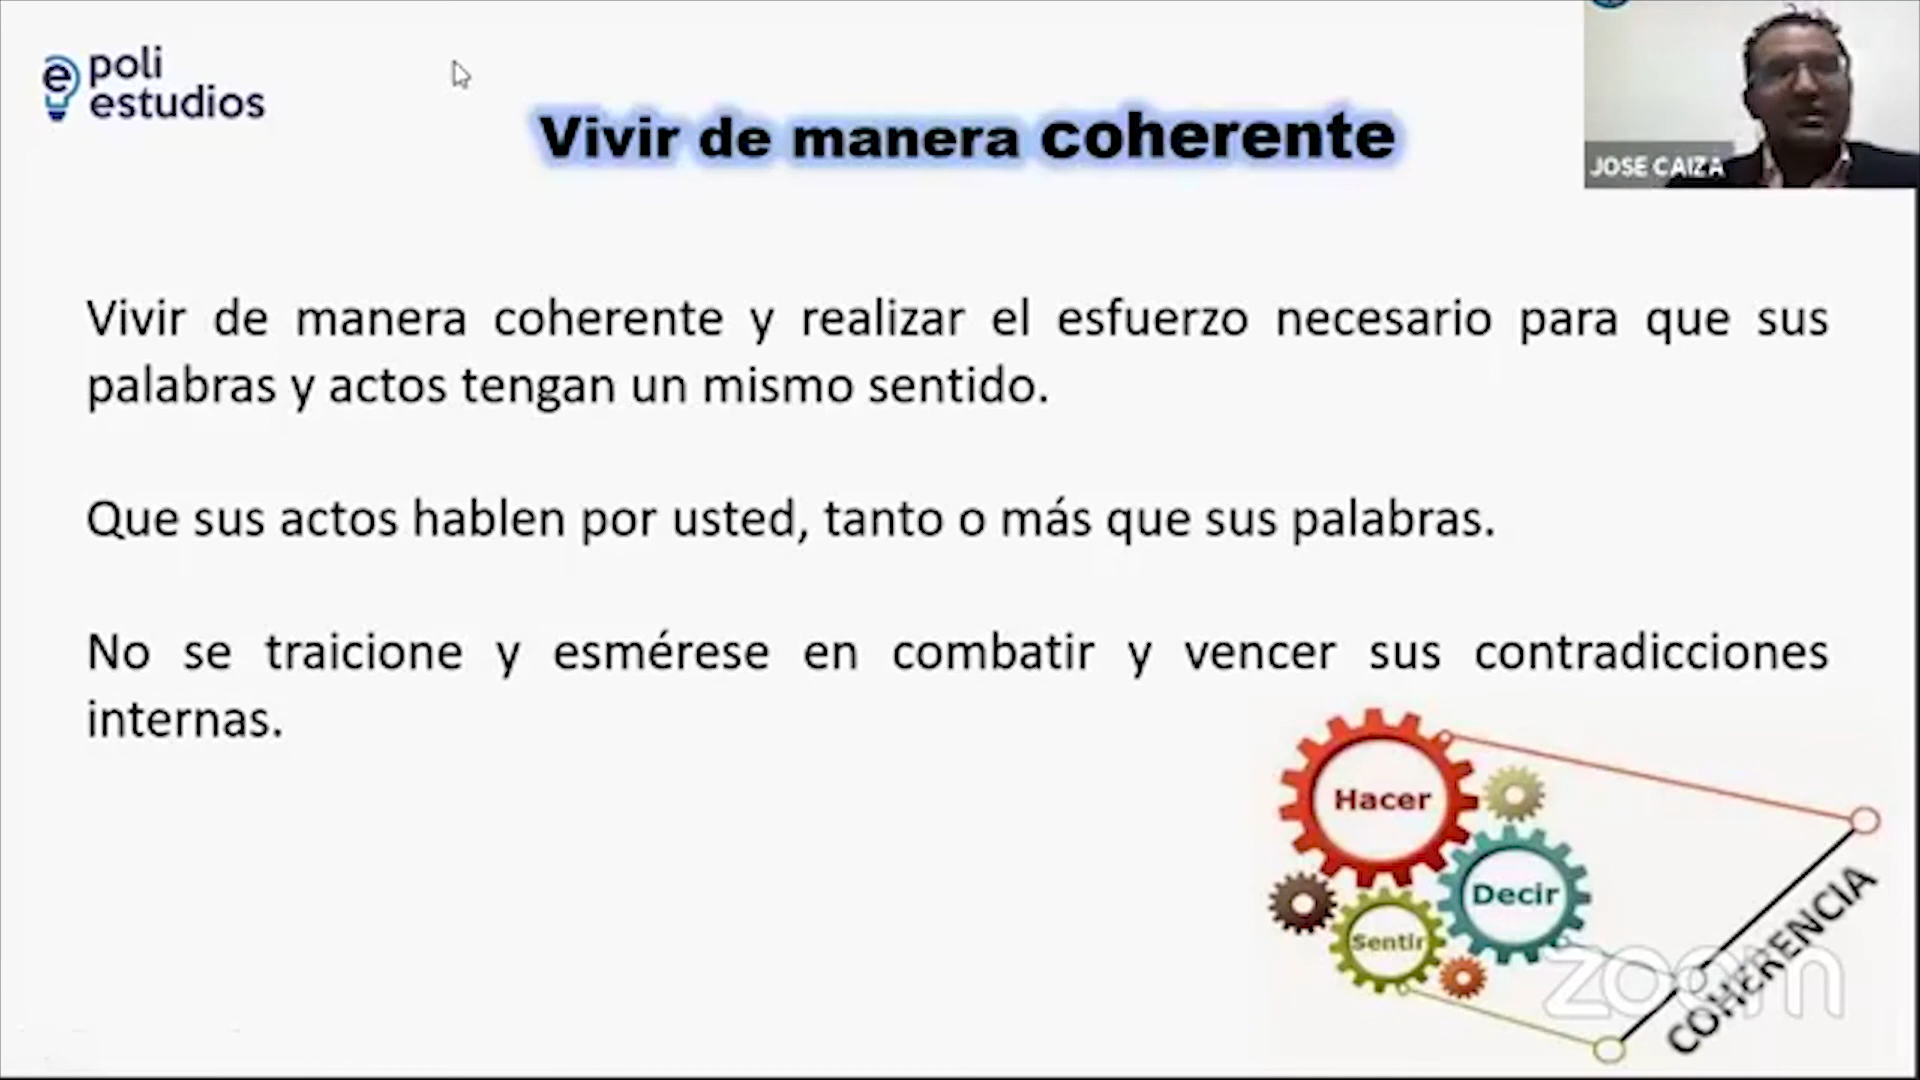 poli
estudios
Vivir de manera coherente
JOSE CAIZA
Vivir de manera coherente y realizar el esfuerzo necesario para que sus
palabras y actos tengan un mismo sentido.
Que sus actos hablen por usted, tanto o más que sus palabras.
No se traicione y esmérese en combatir y vencer sus contradicciones
internas.
Hacer
Decir
Sentir
COHERENCIA
zoom